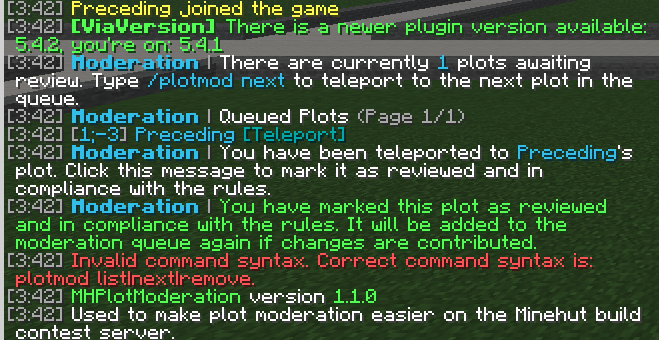 [3:42] Preceding joined the game
[3:42] [ViaVersion] There is a newer plugin version available:
5.4.2, you're on: 5.4.1
[3:42] Moderation | There are currently 1 plots awaiting
review. Type /plotmod next to teleport to the next plot in the
queue.
[3:42] Moderation | Queued Plots (Page 1/1)
[3:42] [1;-3] Preceding [Teleport]
[3:42] Moderation | You have been teleported to Preceding's
plot. Click this message to mark it as reviewed and in
compliance with the rules.
[3:42] Moderation | You have marked this plot as reviewed
and in compliance with the rules. It will be added to the
moderation queue again if changes are contributed.
[3:42] Invalid command syntax. Correct command syntax is:
plotmod list|next|remove.
[3:42] MHPlotModeration version 1.1.0
[3:42] Used to make plot moderation easier on the Minehut build
contest server.